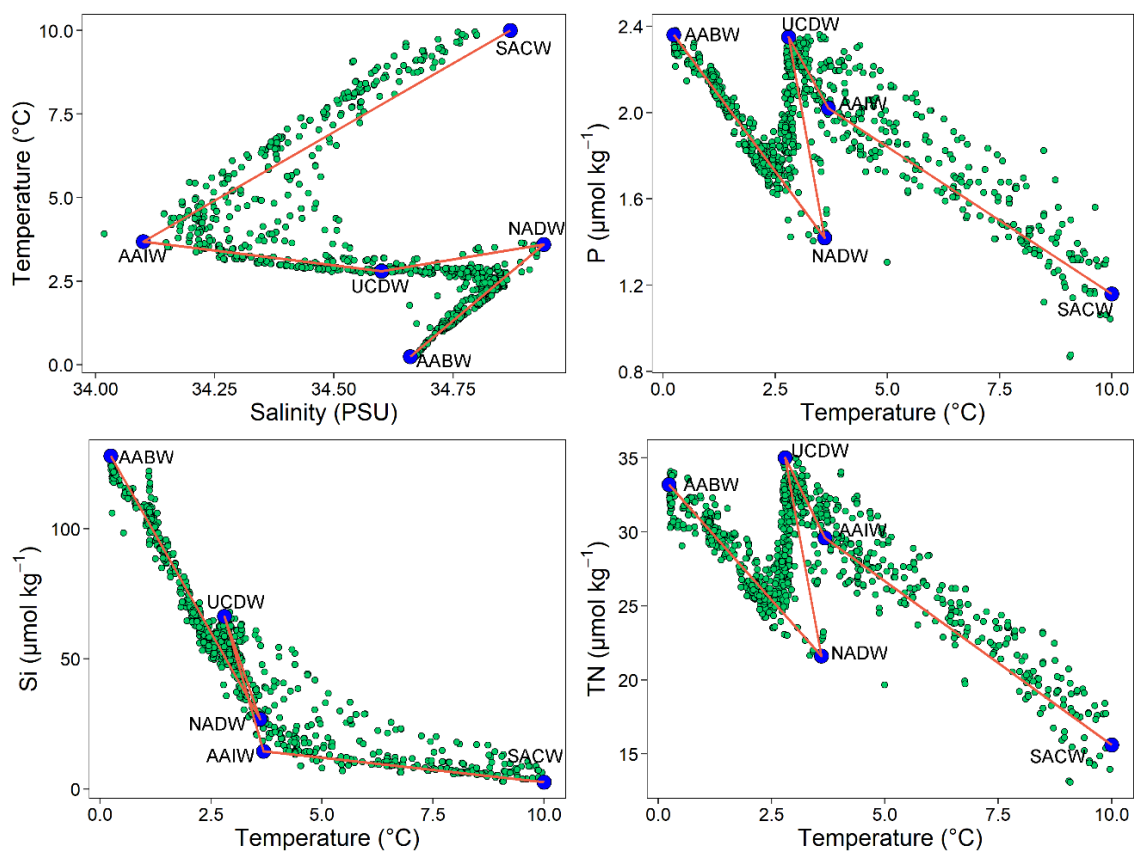 10.0
7.5
5.0
2.5
0.0
Temperature (°C)
SACW
AAIW
UCDW
NADW
AABW
34.00
34.25
34.50
34.75
Salinity (PSU)
2.4
2.0
1.6
1.2
0.8
P (μmol kg⁻¹)
AABW
UCDW
AAIW
NADW
SACW
0.0
2.5
5.0
7.5
10.0
Temperature (°C)
100
50
0
Si (μmol kg⁻¹)
AABW
UCDW
NADW
AAIW
SACW
0.0
2.5
5.0
7.5
10.0
Temperature (°C)
35
30
25
20
15
TN (μmol kg⁻¹)
UCDW
AABW
AAIW
NADW
SACW
0.0
2.5
5.0
7.5
10.0
Temperature (°C)